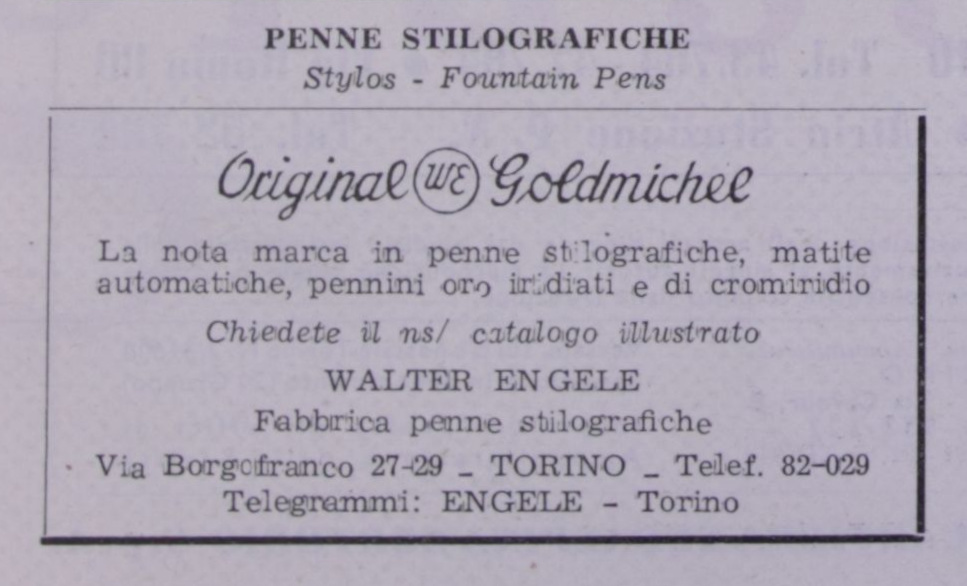 PENNE STILOGRAFICHE
Stylos - Fountain Pens
Original WE Goldmichel
La nota marca in penne stilografiche, matite
automatiche, pennini oro iridiati e di crominidio
Chiedete il ns/ catalogo illustrato
WALTER ENGELE
Fabbrica penne stilografiche
Via Borgofranco 27-29 - TORINO - Telef. 82-029
Telegrammi: ENGELE - Torino